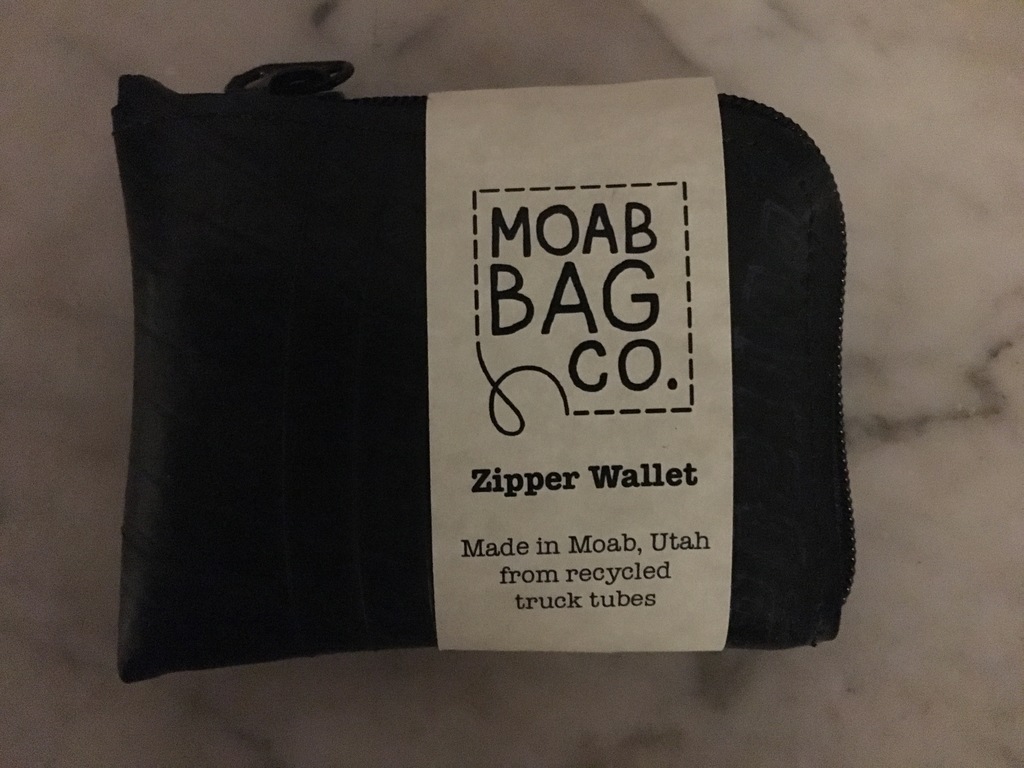 MOAB
BAG
CO.
Zipper Wallet
Made in Moab, Utah
from recycled
truck tubes